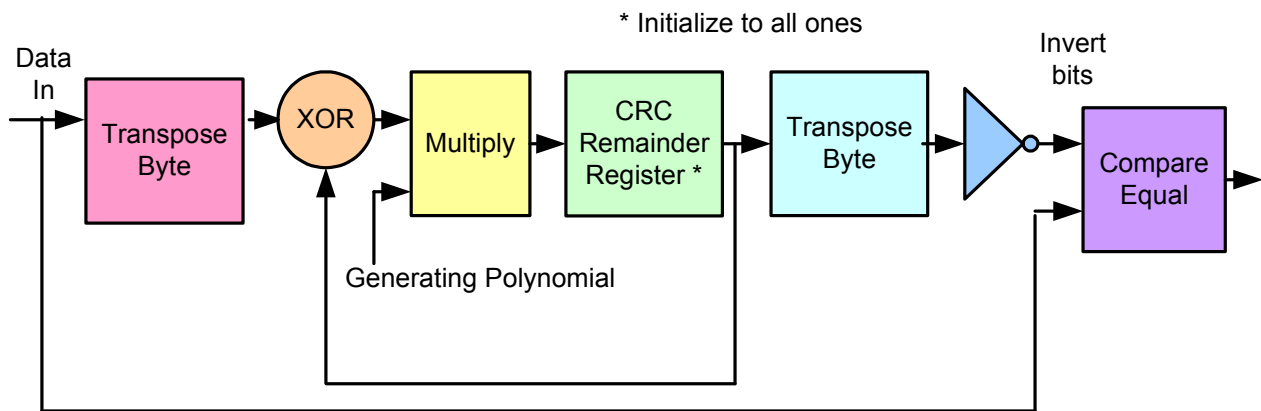 * Initialize to all ones
Data
In
Transpose
Byte
XOR
Multiply
CRC
Remainder
Register *
Transpose
Byte
Invert
bits
Compare
Equal
Generating Polynomial